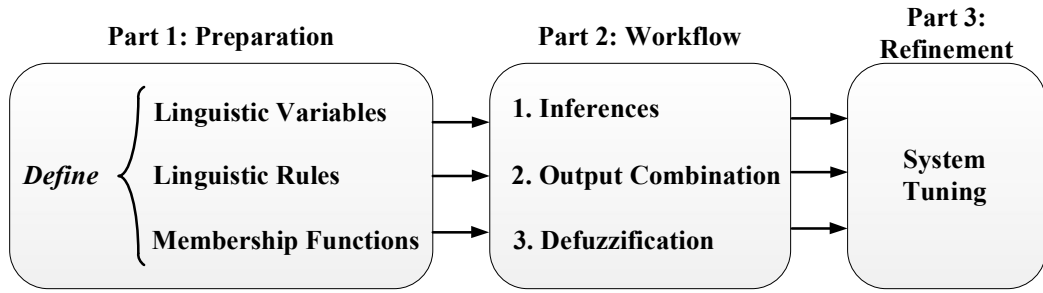 Part 1: Preparation
Define
Linguistic Variables
Linguistic Rules
Membership Functions
Part 2: Workflow
1. Inferences
2. Output Combination
3. Defuzzification
Part 3:
Refinement
System
Tuning